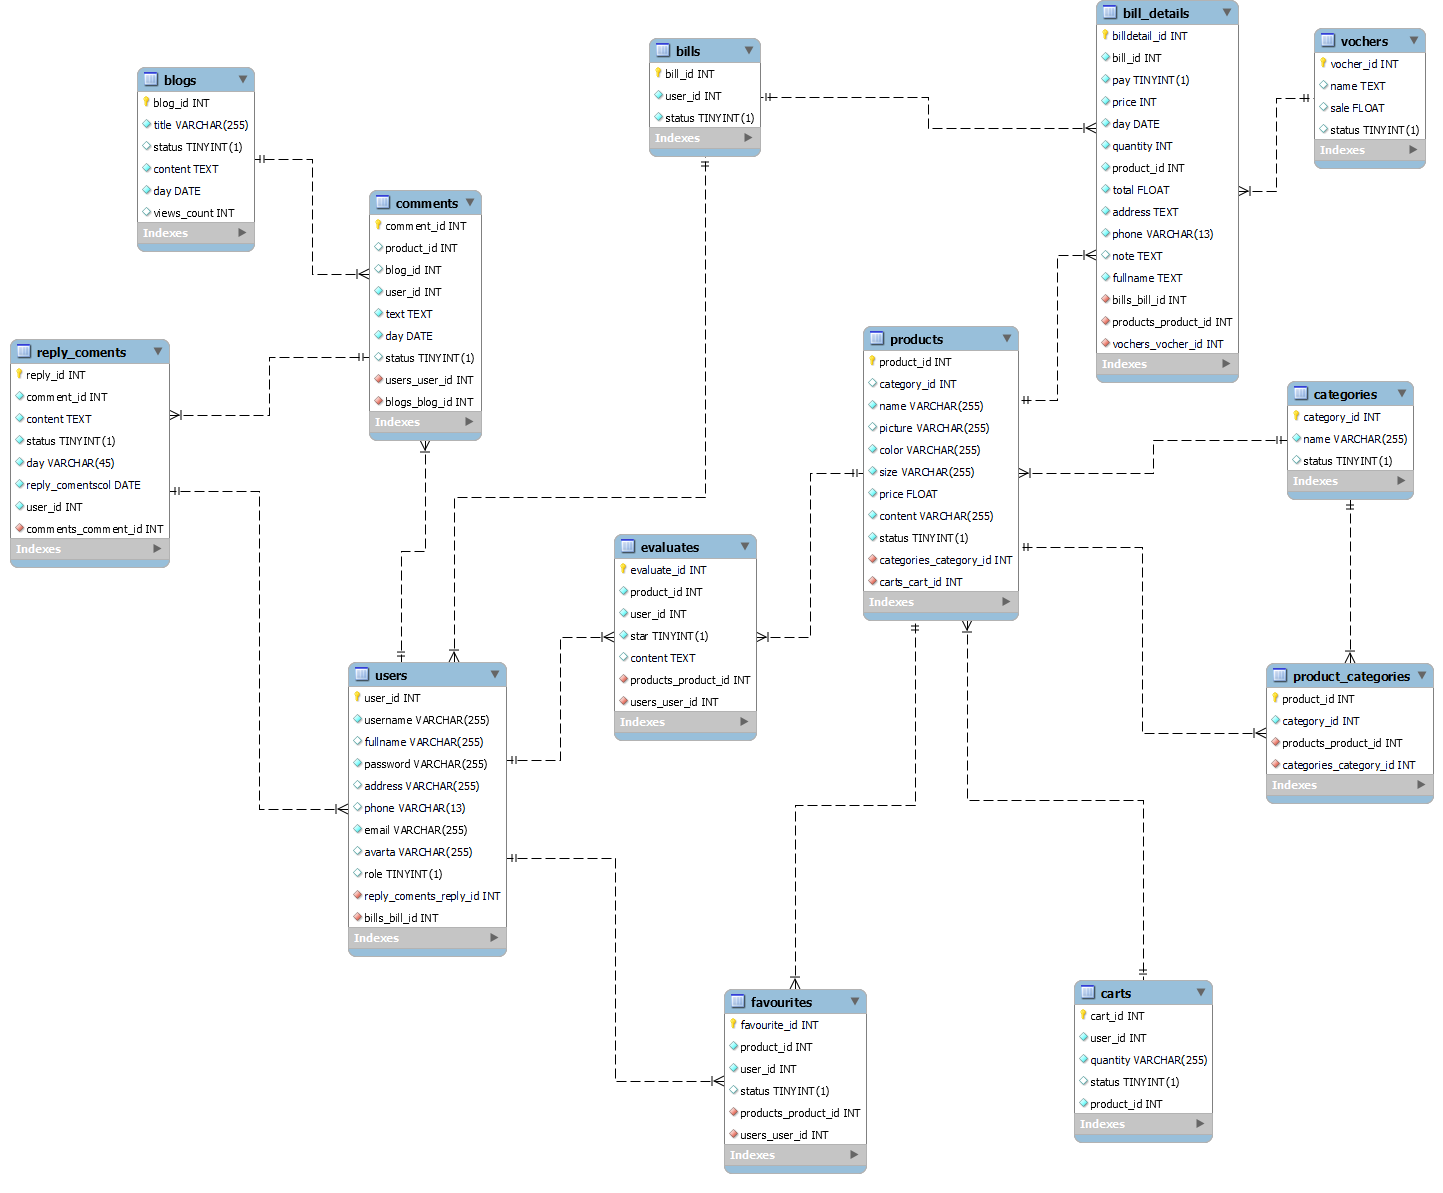 blogs
blog_id INT
title VARCHAR(255)
status TINYINT(1)
content TEXT
day DATE
views_count INT
Indexes
comments
comment_id INT
product_id INT
blog_id INT
user_id INT
text TEXT
day DATE
status TINYINT(1)
users_user_id INT
blogs_blog_id INT
Indexes
reply_coments
reply_id INT
comment_id INT
content TEXT
status TINYINT(1)
day VARCHAR(45)
reply_comentscol DATE
user_id INT
comments_comment_id INT
Indexes
bills
bill_id INT
user_id INT
status TINYINT(1)
Indexes
bill_details
billdetail_id INT
bill_id INT
pay TINYINT(1)
price INT
day DATE
quantity INT
product_id INT
total FLOAT
address TEXT
phone VARCHAR(13)
note TEXT
fullname TEXT
bills_bill_id INT
products_product_id INT
vochers_vocher_id INT
Indexes
vochers
vocher_id INT
name TEXT
sale FLOAT
status TINYINT(1)
Indexes
products
product_id INT
category_id INT
name VARCHAR(255)
picture VARCHAR(255)
color VARCHAR(255)
size VARCHAR(255)
price FLOAT
content VARCHAR(255)
status TINYINT(1)
categories_category_id INT
carts_cart_id INT
Indexes
categories
category_id INT
name VARCHAR(255)
status TINYINT(1)
Indexes
evaluates
evaluate_id INT
product_id INT
user_id INT
star TINYINT(1)
content TEXT
products_product_id INT
users_user_id INT
Indexes
users
user_id INT
username VARCHAR(255)
fullname VARCHAR(255)
password VARCHAR(255)
address VARCHAR(255)
phone VARCHAR(13)
email VARCHAR(255)
avarta VARCHAR(255)
role TINYINT(1)
reply_coments_reply_id INT
bills_bill_id INT
Indexes
product_categories
product_id INT
category_id INT
products_product_id INT
categories_category_id INT
Indexes
favourites
favourite_id INT
product_id INT
user_id INT
status TINYINT(1)
products_product_id INT
users_user_id INT
Indexes
carts
cart_id INT
user_id INT
quantity VARCHAR(255)
status TINYINT(1)
product_id INT
Indexes